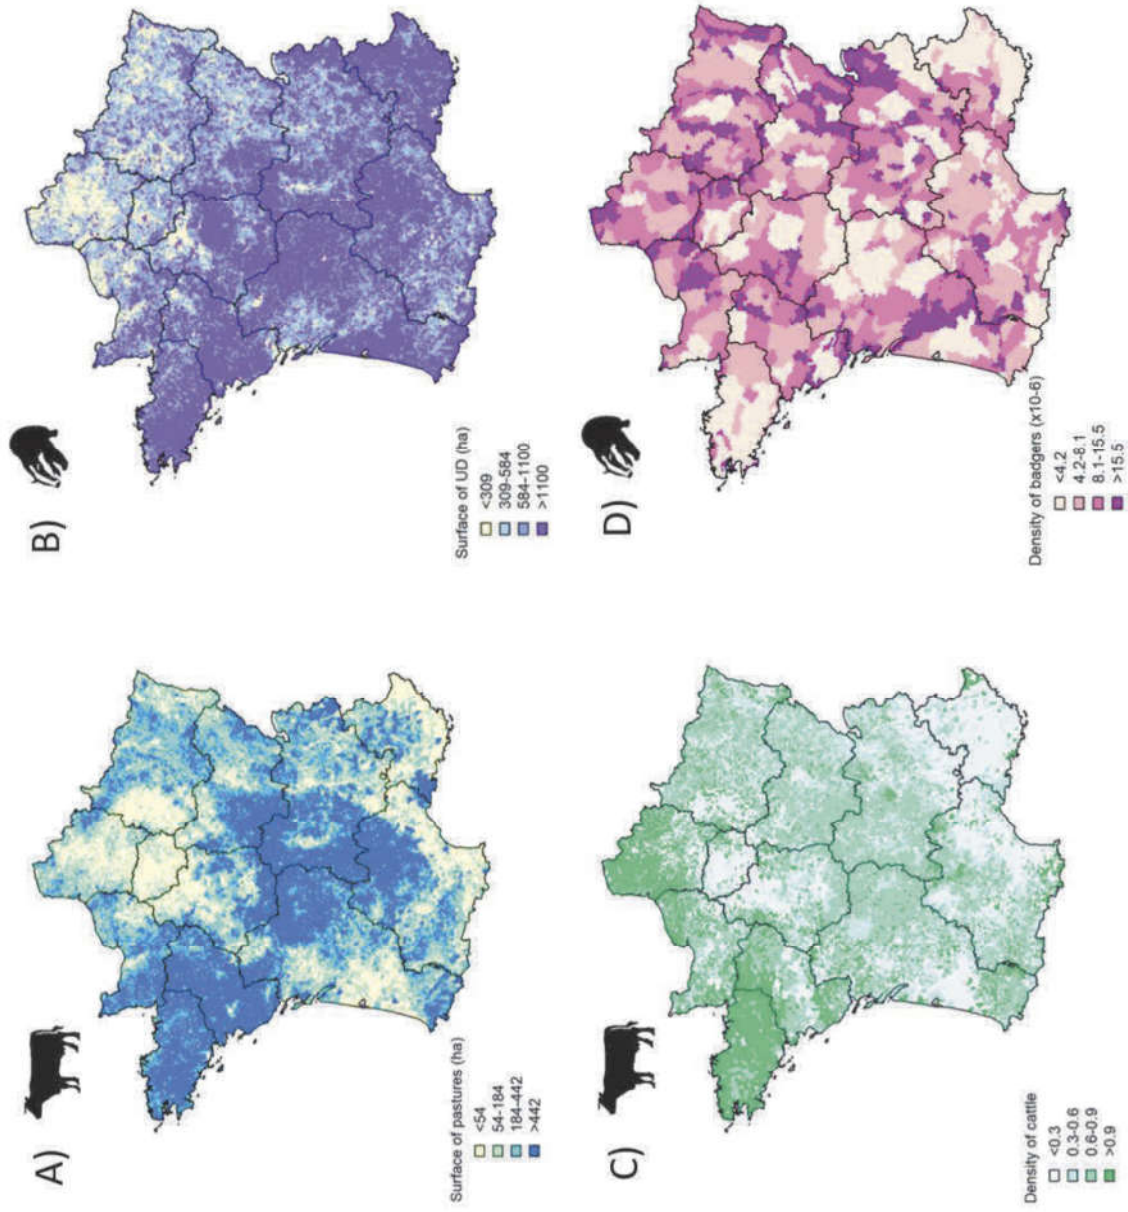 A)
Surface of pastures (ha)
<54
54-184
184-442
>442
B)
Surface of UD (ha)
<309
309-584
584-1100
>1100
C)
Density of cattle
<0.3
0.3-0.6
0.6-0.9
>0.9
D)
Density of badgers (x10-6)
<4.2
4.2-8.1
8.1-15.5
>15.5